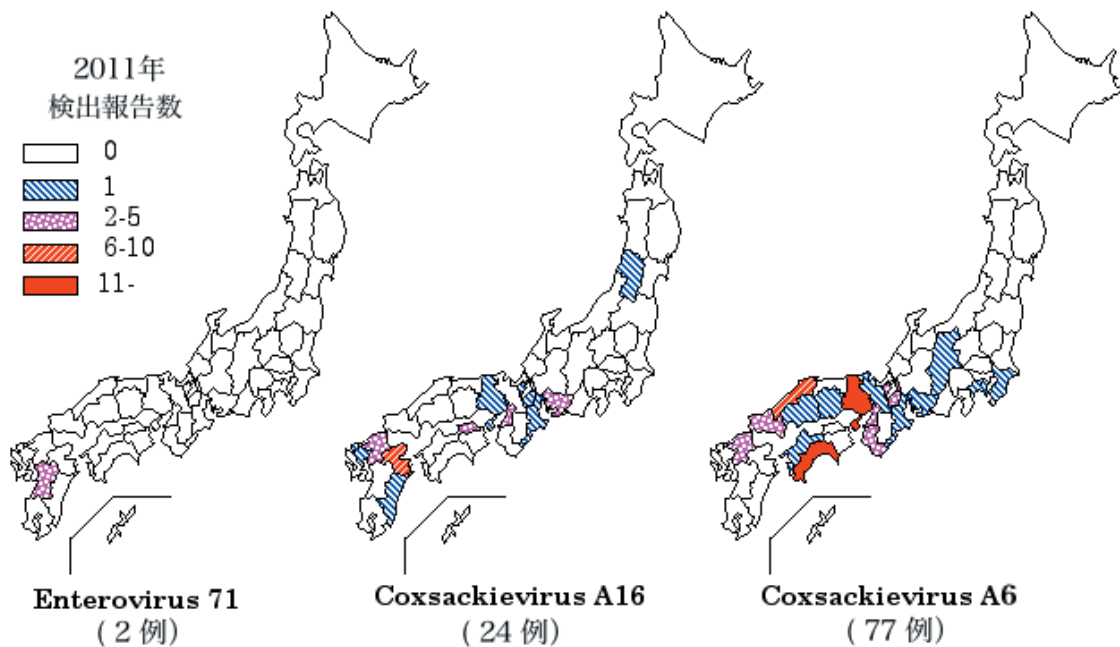 2011年
検出報告数
0
1
2-5
6-10
11-
Enterovirus 71
( 2 例)
Coxsackievirus A16
( 24 例)
Coxsackievirus A6
( 77 例)